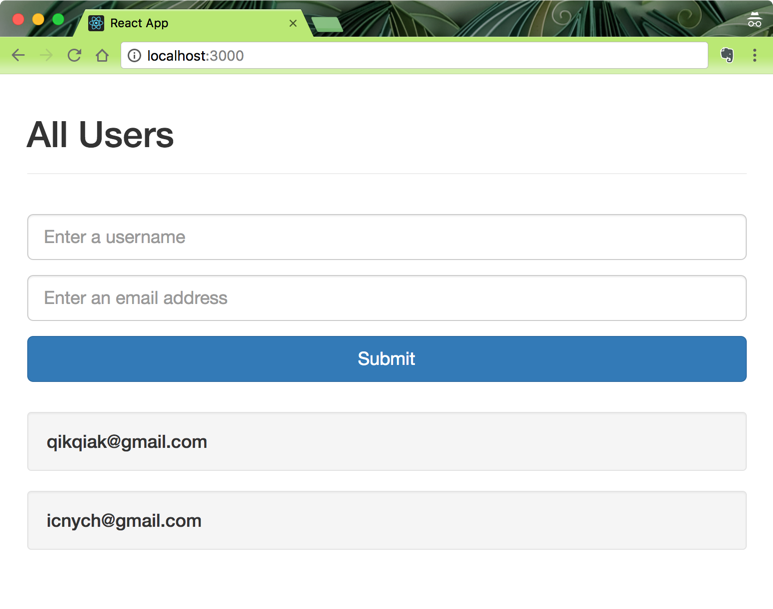 React App
localhost:3000
All Users
Enter a username
Enter an email address
Submit
qikqiak@gmail.com
icnych@gmail.com